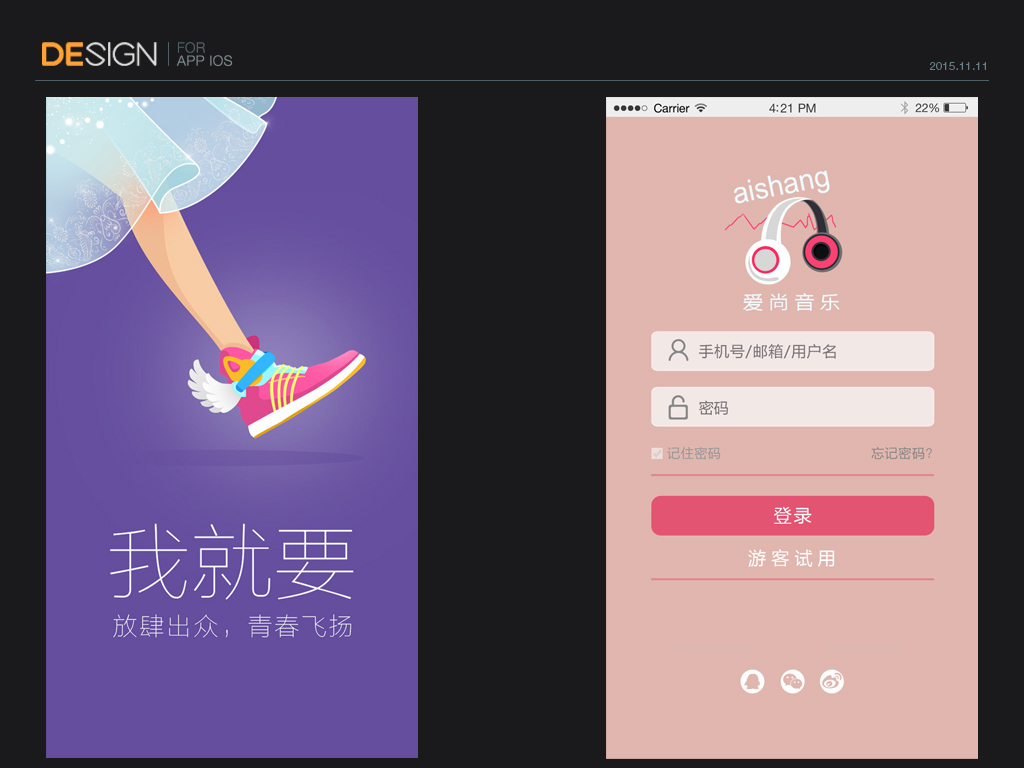 DESIGN
FOR
APP IOS
2015.11.11
我就要
放肆出众，青春飞扬
Carrier 4:21 PM 22%
aishang
爱尚音乐
手机号/邮箱/用户名
密码
记住密码 忘记密码?
登录
游客试用